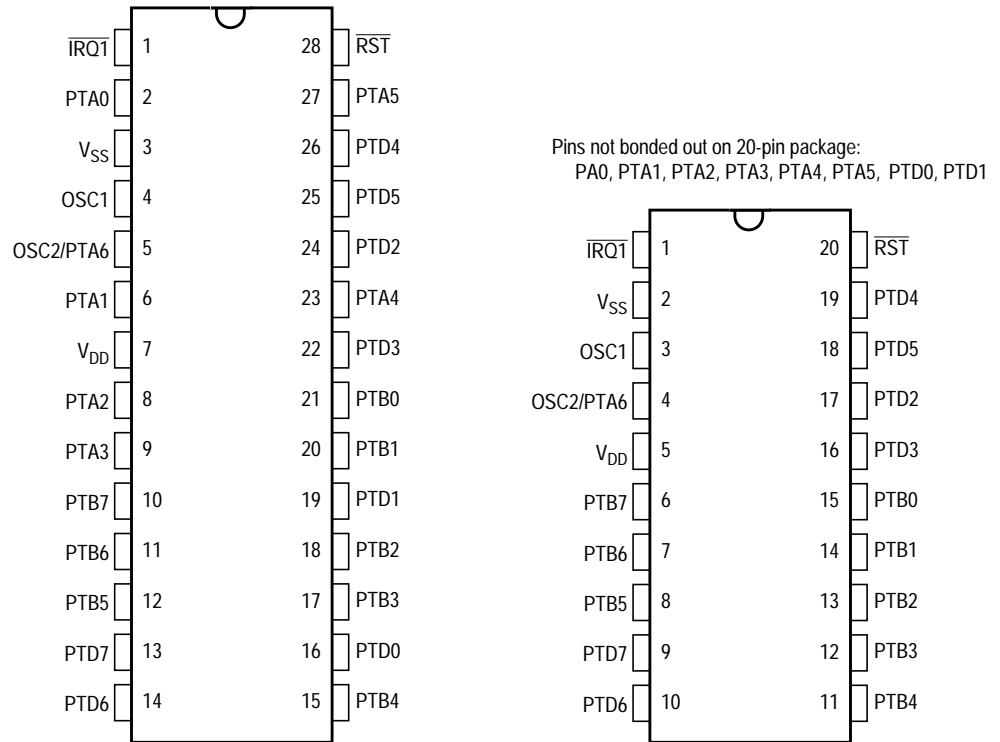 IRQ1 1 28 RST
PTA0 2 27 PTA5
VSS 3 26 PTD4
OSC1 4 25 PTD5
OSC2/PTA6 5 24 PTD2
PTA1 6 23 PTA4
VDD 7 22 PTD3
PTA2 8 21 PTB0
PTA3 9 20 PTB1
PTB7 10 19 PTD1
PTB6 11 18 PTB2
PTB5 12 17 PTB3
PTD7 13 16 PTD0
PTD6 14 15 PTB4
Pins not bonded out on 20-pin package:
PA0, PTA1, PTA2, PTA3, PTA4, PTA5, PTD0, PTD1
IRQ1 1 20 RST
VSS 2 19 PTD4
OSC1 3 18 PTD5
OSC2/PTA6 4 17 PTD2
VDD 5 16 PTD3
PTB7 6 15 PTB0
PTB6 7 14 PTB1
PTB5 8 13 PTB2
PTD7 9 12 PTB3
PTD6 10 11 PTB4